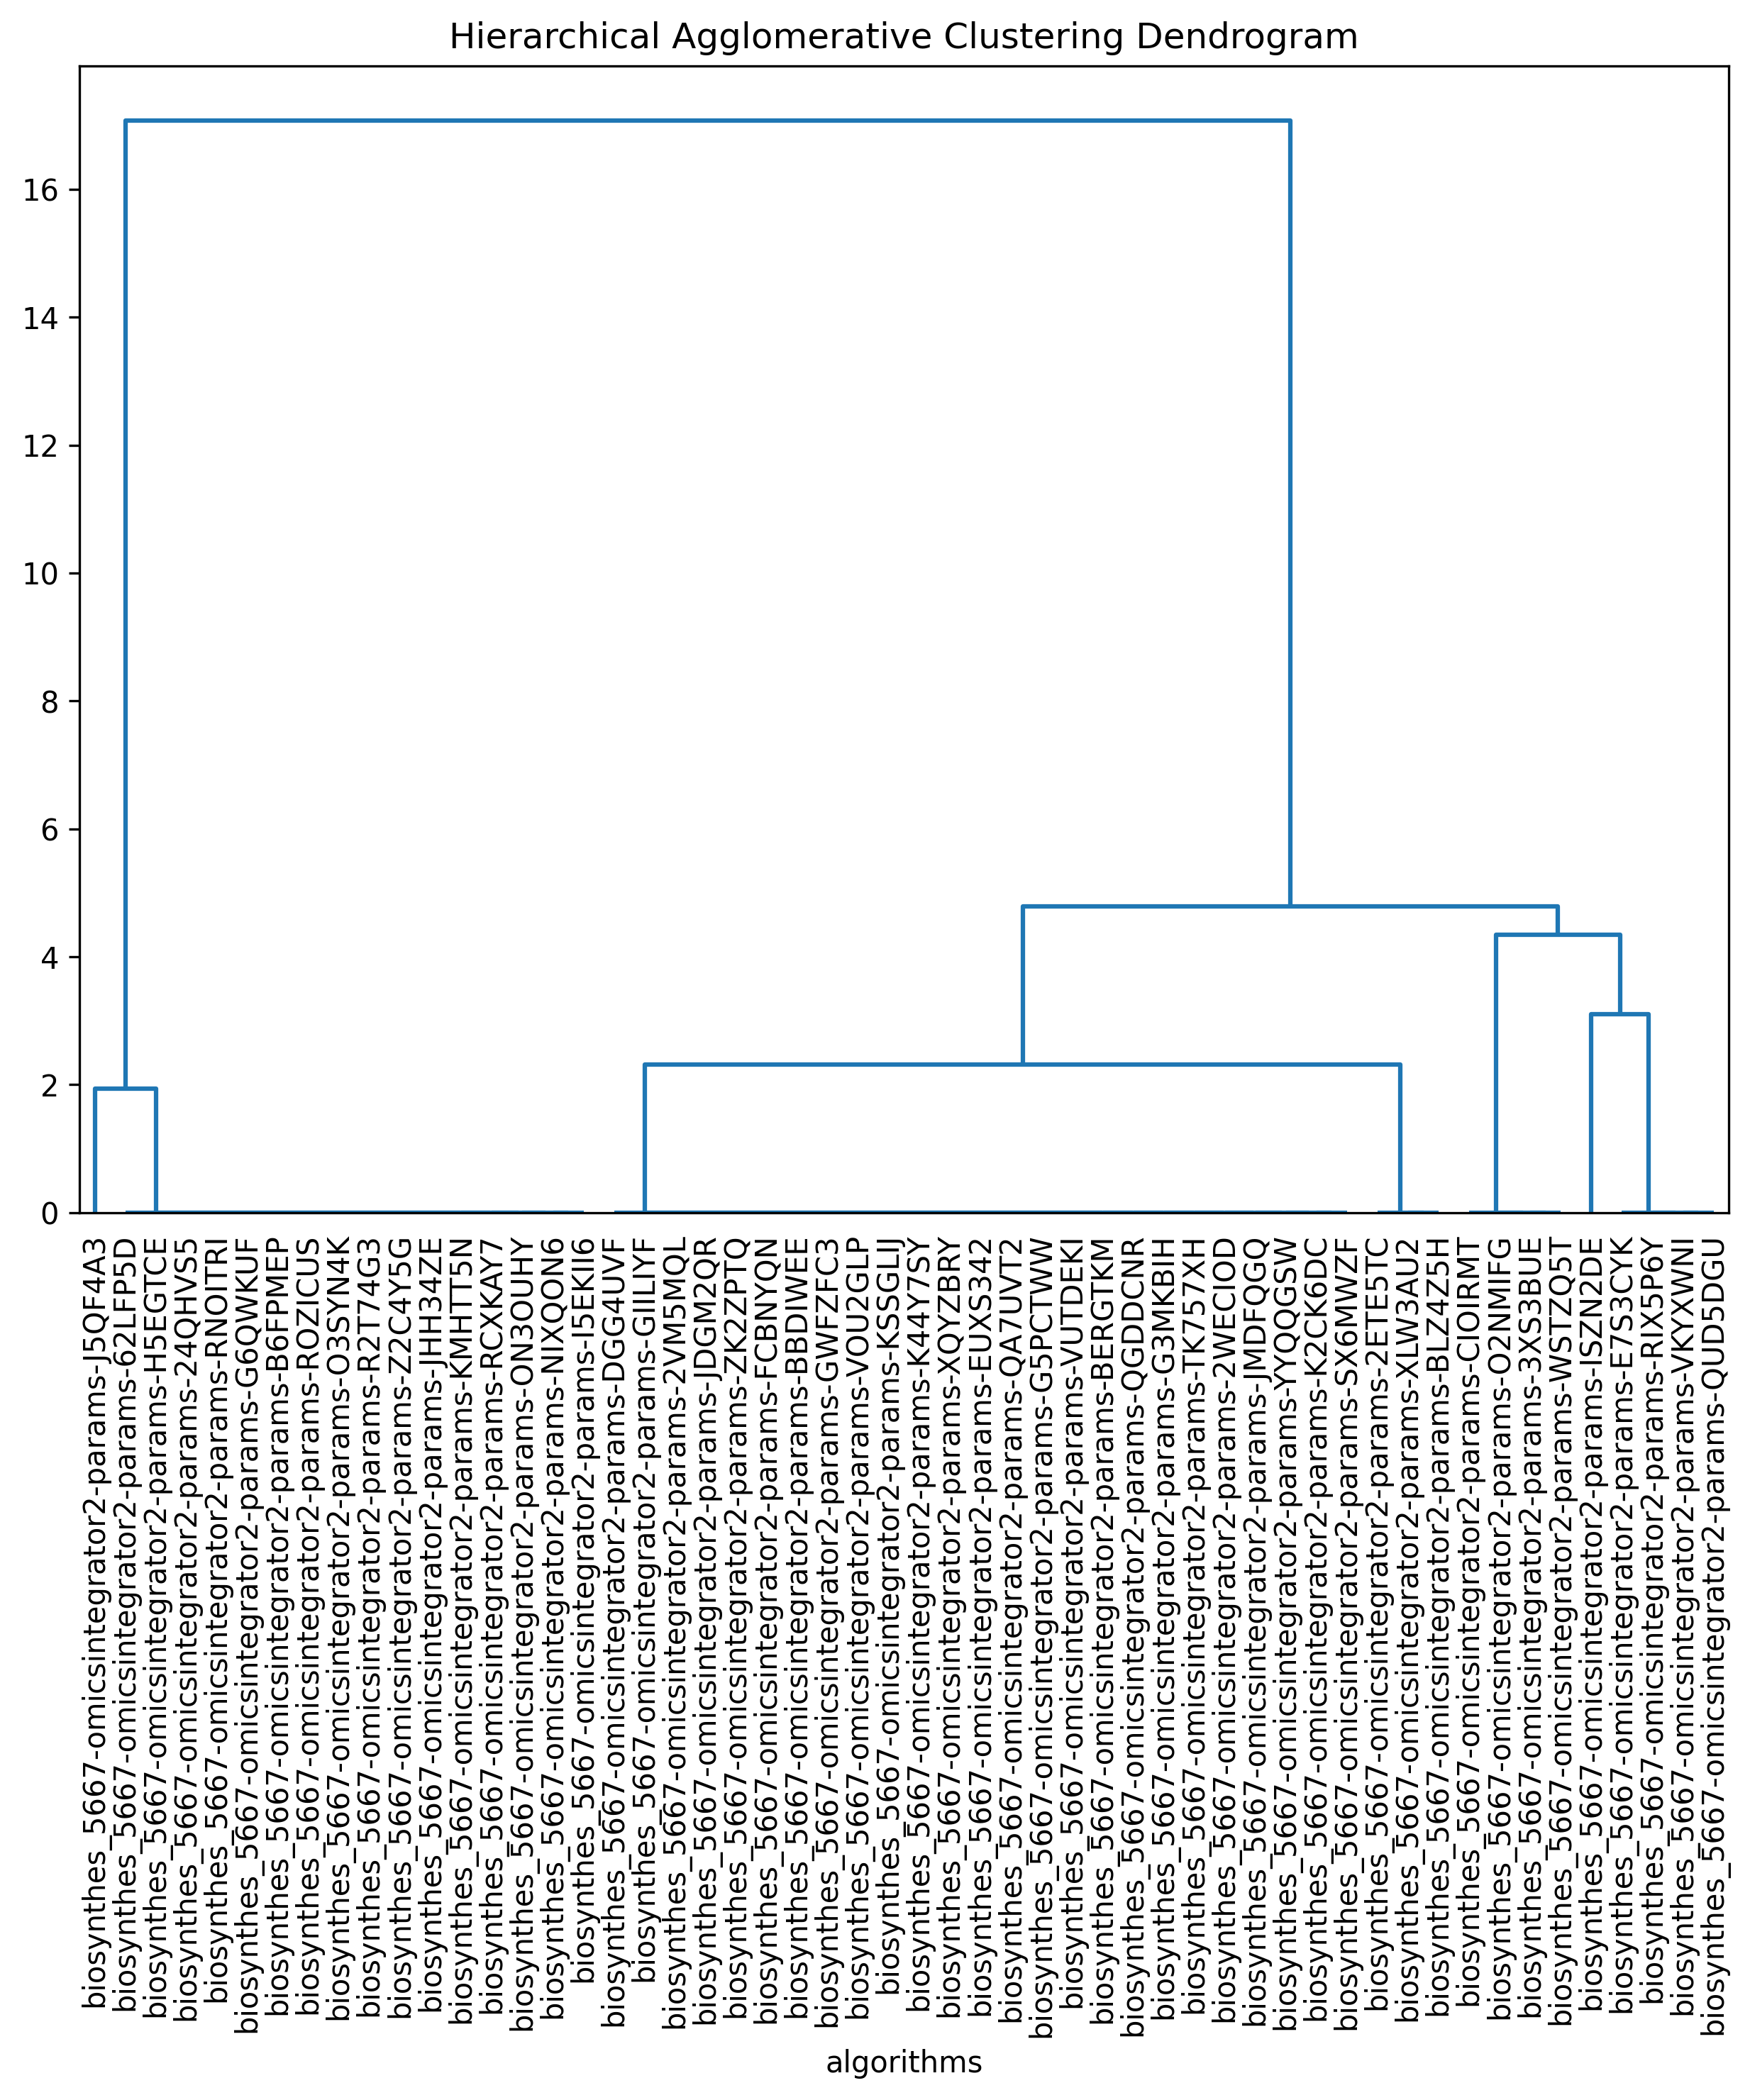 Hierarchical Agglomerative Clustering Dendrogram
16
14
12
10
8
6
4
2
0
biosynthes_5667-omicsintegrator2-params-J5QF4A3
biosynthes_5667-omicsintegrator2-params-62LFP5D
biosynthes_5667-omicsintegrator2-params-H5EGTCE
biosynthes_5667-omicsintegrator2-params-24QHVS5
biosynthes_5667-omicsintegrator2-params-RNOITRI
biosynthes_5667-omicsintegrator2-params-G6QWKUF
biosynthes_5667-omicsintegrator2-params-B6FPMEP
biosynthes_5667-omicsintegrator2-params-ROZICUS
biosynthes_5667-omicsintegrator2-params-O3SYN4K
biosynthes_5667-omicsintegrator2-params-R2T74G3
biosynthes_5667-omicsintegrator2-params-Z2C4Y5G
biosynthes_5667-omicsintegrator2-params-JHH34ZE
biosynthes_5667-omicsintegrator2-params-KMHTT5N
biosynthes_5667-omicsintegrator2-params-RCXKAY7
biosynthes_5667-omicsintegrator2-params-ON3OUHY
biosynthes_5667-omicsintegrator2-params-NIXQON6
biosynthes_5667-omicsintegrator2-params-I5EKII6
biosynthes_5667-omicsintegrator2-params-DGG4UVF
biosynthes_5667-omicsintegrator2-params-GIILIYF
biosynthes_5667-omicsintegrator2-params-2VM5MQL
biosynthes_5667-omicsintegrator2-params-JDGM2QR
biosynthes_5667-omicsintegrator2-params-ZK2ZPTQ
biosynthes_5667-omicsintegrator2-params-FCBNYQN
biosynthes_5667-omicsintegrator2-params-BBDIWEE
biosynthes_5667-omicsintegrator2-params-GWFZFC3
biosynthes_5667-omicsintegrator2-params-VOU2GLP
biosynthes_5667-omicsintegrator2-params-KSSGLIJ
biosynthes_5667-omicsintegrator2-params-K44Y7SY
biosynthes_5667-omicsintegrator2-params-XQYZBRY
biosynthes_5667-omicsintegrator2-params-EUXS342
biosynthes_5667-omicsintegrator2-params-QA7UVT2
biosynthes_5667-omicsintegrator2-params-G5PCTWW
biosynthes_5667-omicsintegrator2-params-VUTDEKI
biosynthes_5667-omicsintegrator2-params-BERGTKM
biosynthes_5667-omicsintegrator2-params-QGDDCNR
biosynthes_5667-omicsintegrator2-params-G3MKBIH
biosynthes_5667-omicsintegrator2-params-TK757XH
biosynthes_5667-omicsintegrator2-params-2WECIOD
biosynthes_5667-omicsintegrator2-params-JMDFQGQ
biosynthes_5667-omicsintegrator2-params-YYQQGSW
biosynthes_5667-omicsintegrator2-params-K2CK6DC
biosynthes_5667-omicsintegrator2-params-SX6MWZF
biosynthes_5667-omicsintegrator2-params-2ETE5TC
biosynthes_5667-omicsintegrator2-params-XLW3AU2
biosynthes_5667-omicsintegrator2-params-BLZ4Z5H
biosynthes_5667-omicsintegrator2-params-CIOIRMT
biosynthes_5667-omicsintegrator2-params-O2NMIFG
biosynthes_5667-omicsintegrator2-params-3XS3BUE
biosynthes_5667-omicsintegrator2-params-WSTZQ5T
biosynthes_5667-omicsintegrator2-params-ISZN2DE
biosynthes_5667-omicsintegrator2-params-E7S3CYK
biosynthes_5667-omicsintegrator2-params-RIX5P6Y
biosynthes_5667-omicsintegrator2-params-VKYXWNI
biosynthes_5667-omicsintegrator2-params-QUD5DGU
algorithms